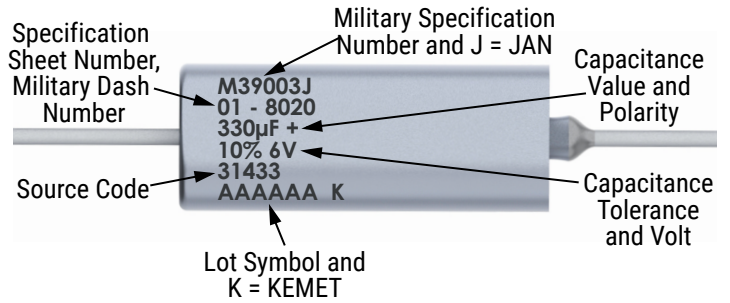 Specification
Sheet Number,
Military Dash
Number
Military Specification
Number and J = JAN
Capacitance
Value and
Polarity
M39003J
01 - 8020
330µF +
10% 6V
31433
AAAAAA K
Source Code
Capacitance
Tolerance
and Volt
Lot Symbol and
K = KEMET